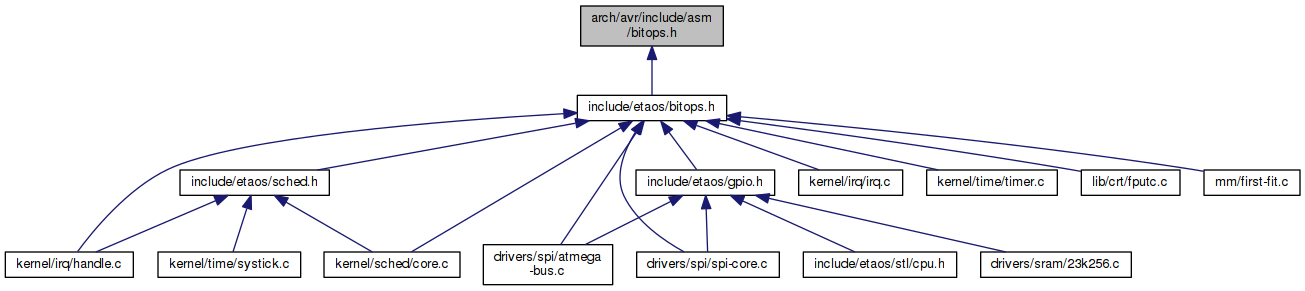 arch/avr/include/asm
/bitops.h
include/etaos/bitops.h
include/etaos/sched.h
include/etaos/gpio.h
kernel/irq/irq.c
kernel/time/timer.c
lib/crt/fputc.c
mm/first-fit.c
kernel/irq/handle.c
kernel/time/systick.c
kernel/sched/core.c
drivers/spi/atmega
-bus.c
drivers/spi/spi-core.c
include/etaos/stl/cpu.h
drivers/sram/23k256.c